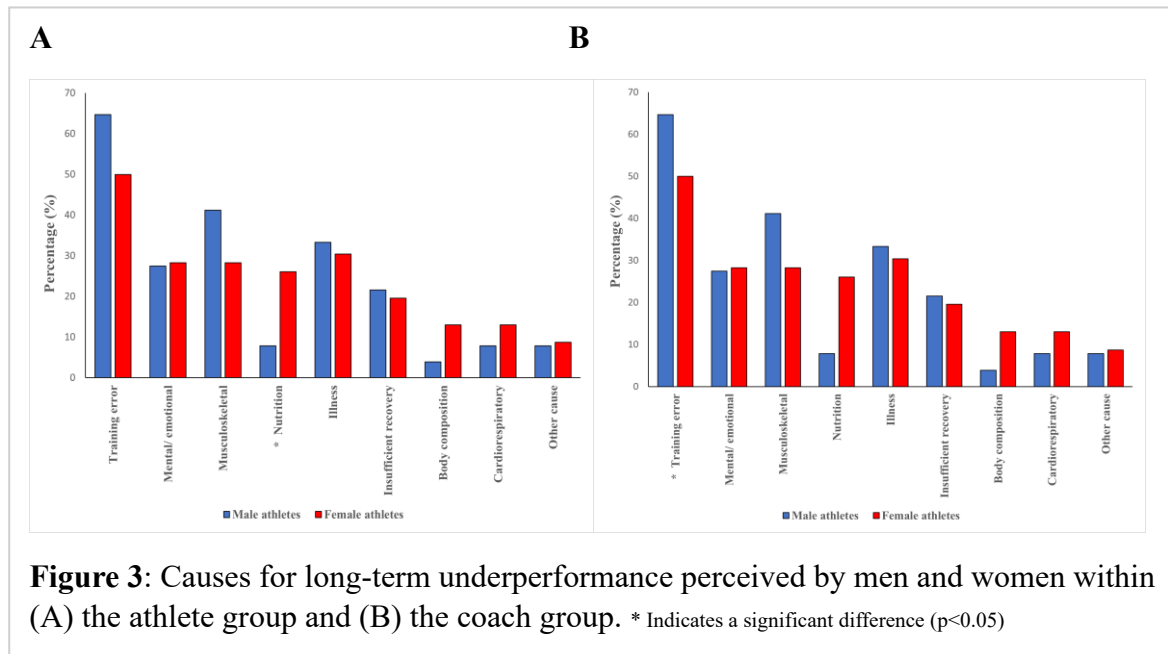 A
B
70
60
50
40
30
20
10
0
Percentage (%)
Training error
Mental/ emotional
Musculoskeletal
* Nutrition
Illness
Insufficient recovery
Body composition
Cardiorespiratory
Other cause
Male athletes Female athletes
70
60
50
40
30
20
10
0
Percentage (%)
* Training error
Mental/ emotional
Musculoskeletal
Nutrition
Illness
Insufficient recovery
Body composition
Cardiorespiratory
Other cause
Male athletes Female athletes
Figure 3: Causes for long-term underperformance perceived by men and women within
(A) the athlete group and (B) the coach group. * Indicates a significant difference (p<0.05)